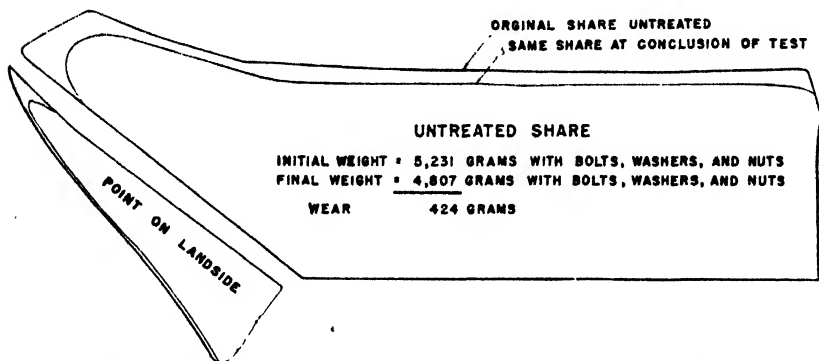 ORGINAL SHARE UNTREATED
SAME SHARE AT CONCLUSION OF TEST
UNTREATED SHARE
INITIAL WEIGHT = 5,231 GRAMS WITH BOLTS, WASHERS, AND NUTS
FINAL WEIGHT = 4,807 GRAMS WITH BOLTS, WASHERS, AND NUTS
WEAR 424 GRAMS
POINT ON LANDSIDE